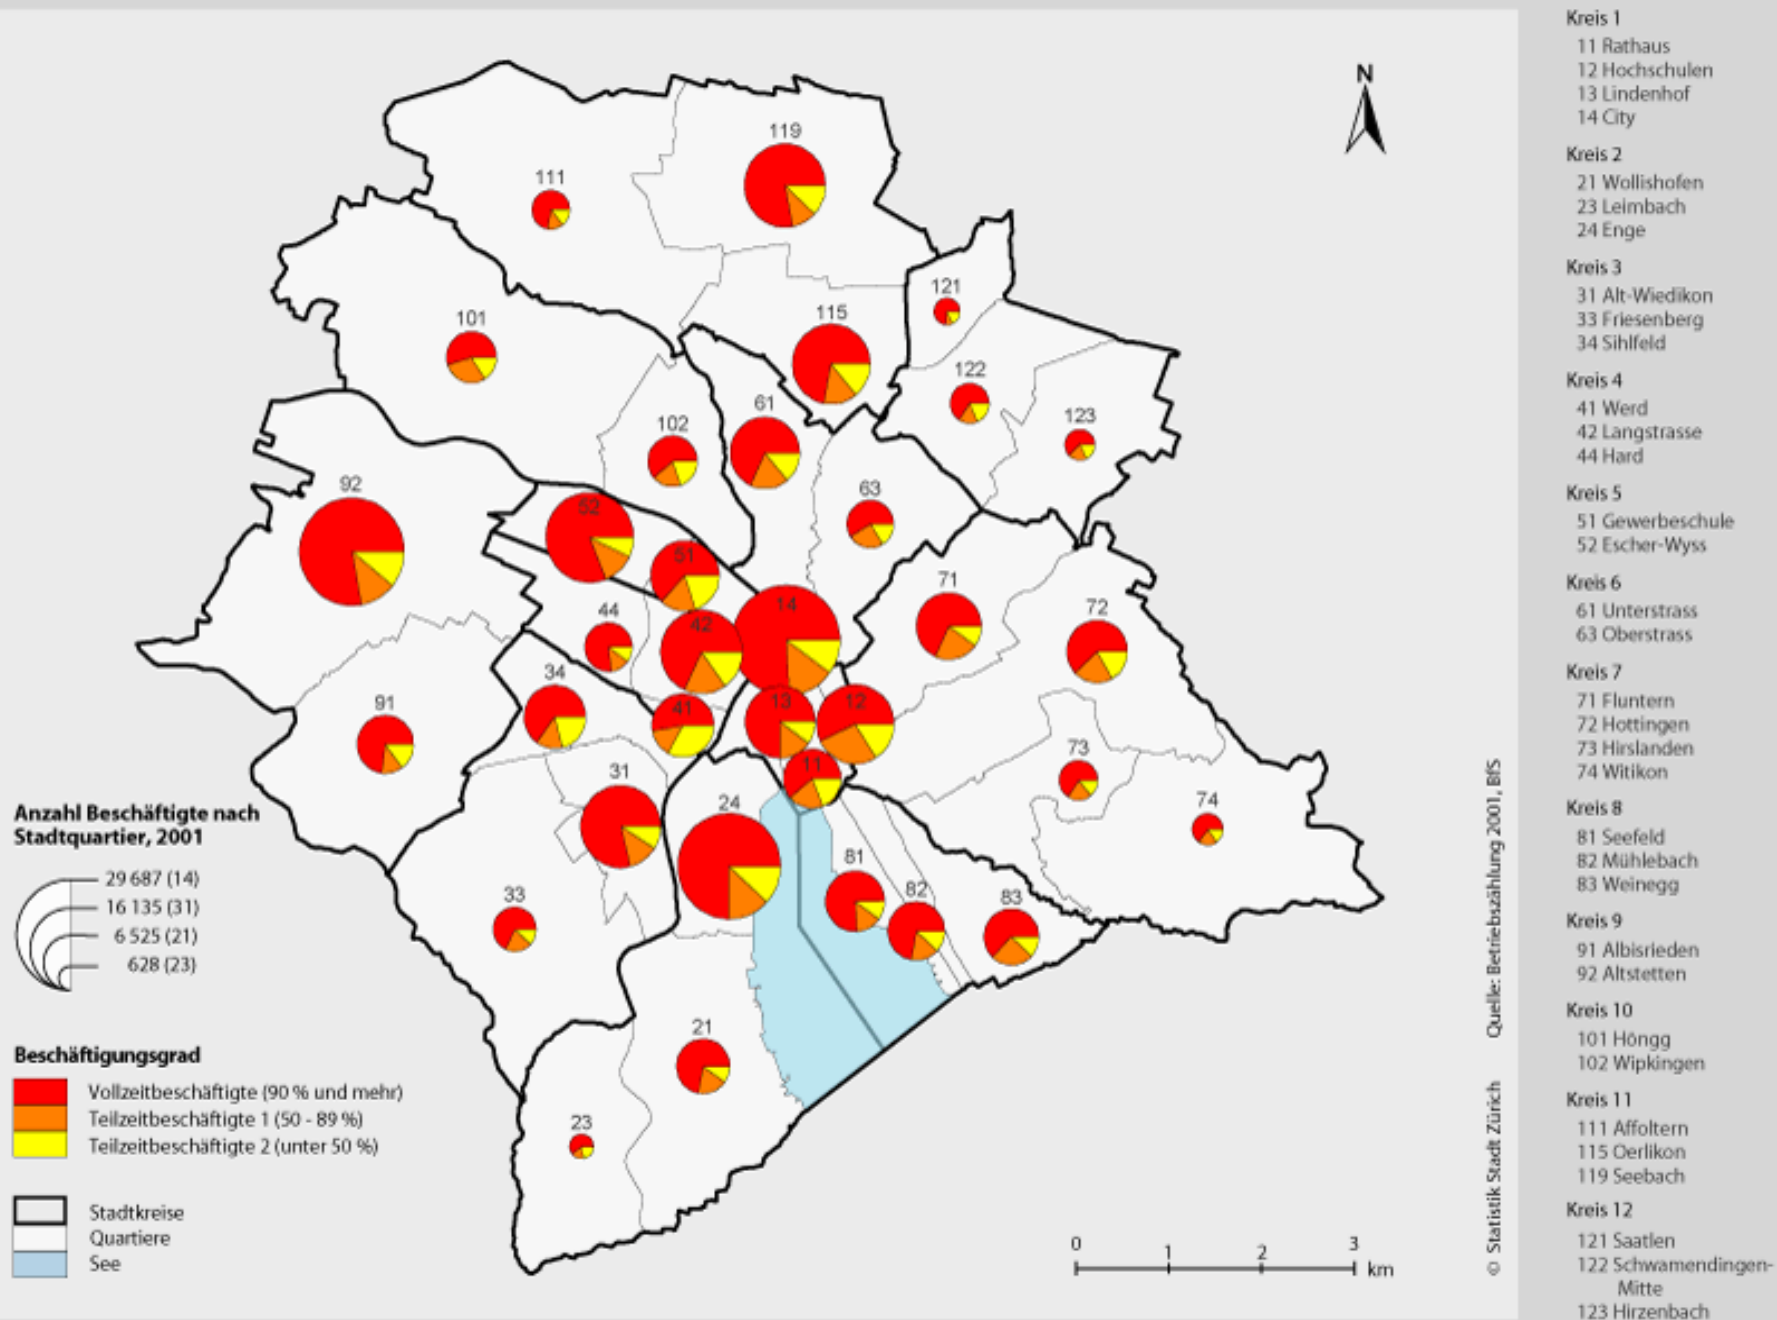 N
119
111
121
115
101
122
61
123
102
92
63
52
51
71
14
72
44
42
34
13
12
41
91
73
11
31
24
74
81
82
83
33
21
23
Anzahl Beschäftigte nach
Stadtquartier, 2001
29 687 (14)
16 135 (31)
6 525 (21)
628 (23)
Beschäftigungsgrad
Vollzeitbeschäftigte (90 % und mehr)
Teilzeitbeschäftigte 1 (50 - 89 %)
Teilzeitbeschäftigte 2 (unter 50 %)
Stadtkreise
Quartiere
See
0 1 2 3 km
Quelle: Betriebszählung 2001, BfS
© Statistik Stadt Zürich
Kreis 1
11 Rathaus
12 Hochschulen
13 Lindenhof
14 City
Kreis 2
21 Wollishofen
23 Leimbach
24 Enge
Kreis 3
31 Alt-Wiedikon
33 Friesenberg
34 Sihlfeld
Kreis 4
41 Werd
42 Langstrasse
44 Hard
Kreis 5
51 Gewerbeschule
52 Escher-Wyss
Kreis 6
61 Unterstrass
63 Oberstrass
Kreis 7
71 Fluntern
72 Hottingen
73 Hirslanden
74 Witikon
Kreis 8
81 Seefeld
82 Mühlebach
83 Weinegg
Kreis 9
91 Albisrieden
92 Altstetten
Kreis 10
101 Höngg
102 Wipkingen
Kreis 11
111 Affoltern
115 Oerlikon
119 Seebach
Kreis 12
121 Saatlen
122 Schwamendingen-
Mitte
123 Hirzenbach